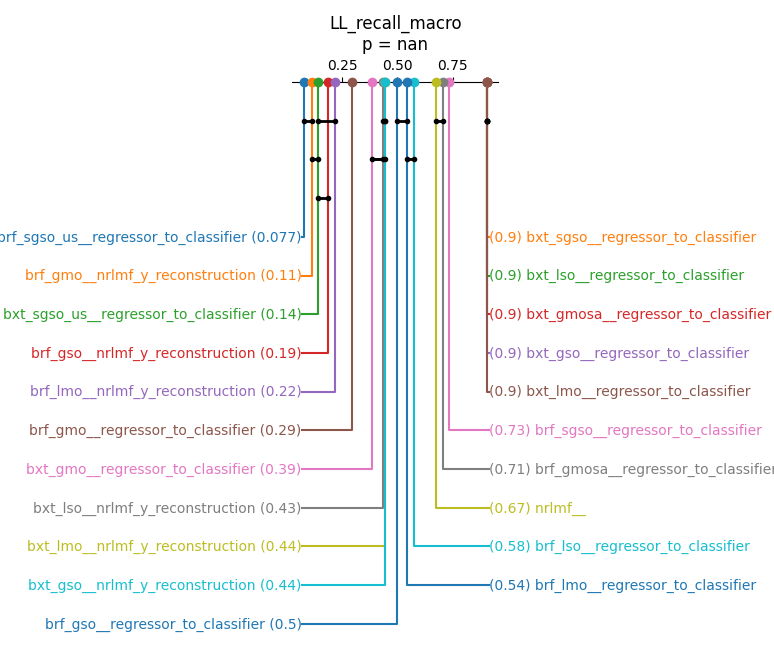 LL_recall_macro
p = nan
0.25 0.50 0.75
brf_sgso_us__regressor_to_classifier (0.077)
(0.9) bxt_sgso__regressor_to_classifier
brf_gmo__nrlmf_y_reconstruction (0.11)
(0.9) bxt_lso__regressor_to_classifier
bxt_sgso_us__regressor_to_classifier (0.14)
(0.9) bxt_gmosa__regressor_to_classifier
brf_gso__nrlmf_y_reconstruction (0.19)
(0.9) bxt_gso__regressor_to_classifier
brf_lmo__nrlmf_y_reconstruction (0.22)
(0.9) bxt_lmo__regressor_to_classifier
brf_gmo__regressor_to_classifier (0.29)
(0.73) brf_sgso__regressor_to_classifier
bxt_gmo__regressor_to_classifier (0.39)
(0.71) brf_gmosa__regressor_to_classifier
bxt_lso__nrlmf_y_reconstruction (0.43)
(0.67) nrlmf__
bxt_lmo__nrlmf_y_reconstruction (0.44)
(0.58) brf_lso__regressor_to_classifier
bxt_gso__nrlmf_y_reconstruction (0.44)
(0.54) brf_lmo__regressor_to_classifier
brf_gso__regressor_to_classifier (0.5)